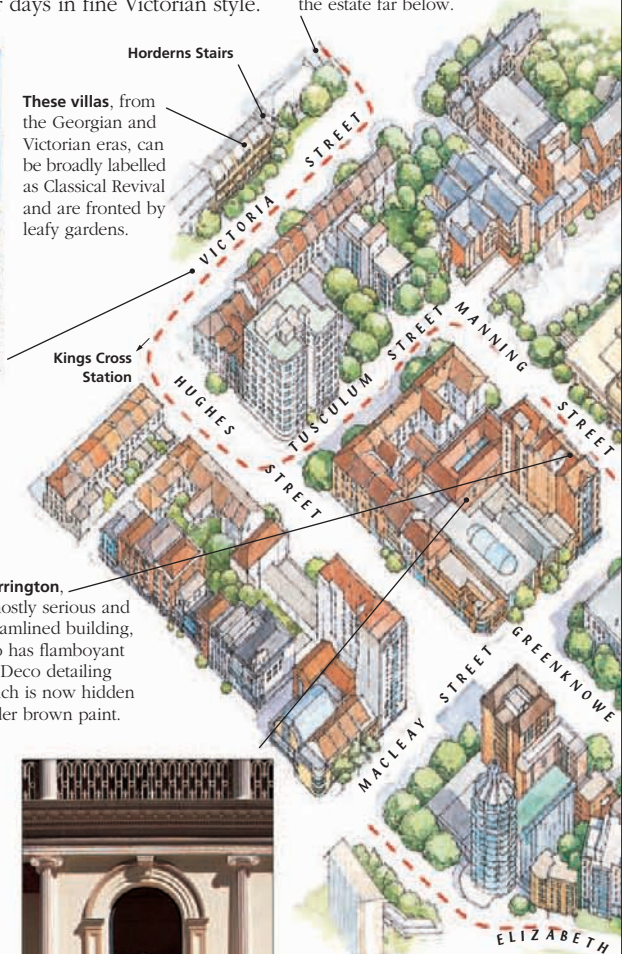 r days in fine Victorian style.
the estate far below.
Horderns Stairs
These villas, from
the Georgian and
Victorian eras, can
be broadly labelled
as Classical Revival
and are fronted by
leafy gardens.
VICTORIA STREET
Kings Cross
Station
HUGHES STREET
TUSCULUM STREET
MANNING STREET
rrington,
nostly serious and
amlined building,
o has flamboyant
Deco detailing
ch is now hidden
der brown paint.
MACLEAY STREET
GREENKNOWE
ELIZABETH